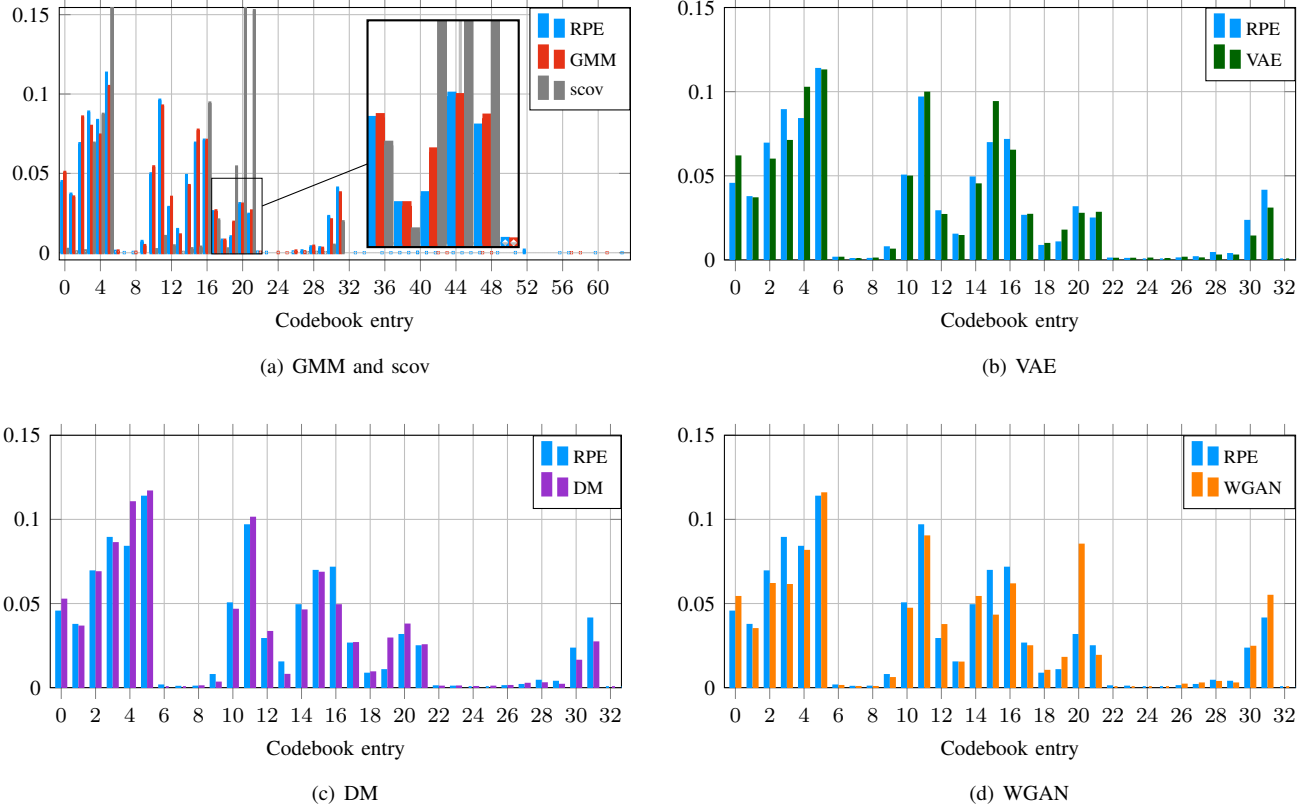 0.15
0.1
0.05
0
RPE
GMM
scov
0 4 8 12 16 20 24 28 32 36 40 44 48 52 56 60
Codebook entry
(a) GMM and scov
0.15
0.1
0.05
0
RPE
VAE
0 2 4 6 8 10 12 14 16 18 20 22 24 26 28 30 32
Codebook entry
(b) VAE
0.15
0.1
0.05
0
RPE
DM
0 2 4 6 8 10 12 14 16 18 20 22 24 26 28 30 32
Codebook entry
(c) DM
0.15
0.1
0.05
0
RPE
WGAN
0 2 4 6 8 10 12 14 16 18 20 22 24 26 28 30 32
Codebook entry
(d) WGAN